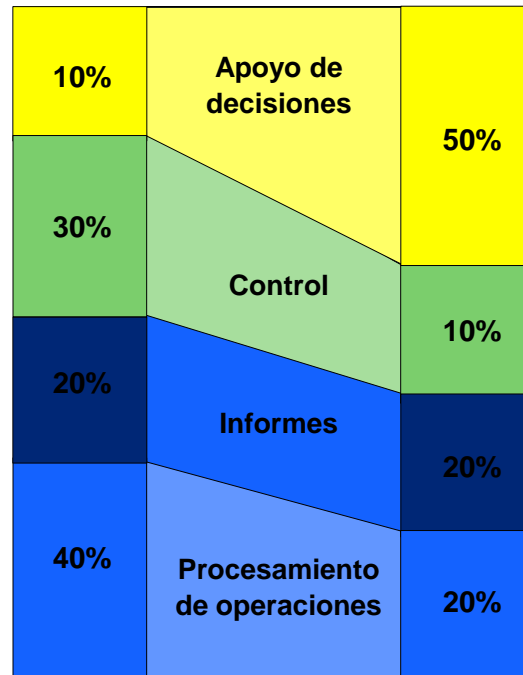 10%
Apoyo de
decisiones
50%
30%
Control
10%
20%
Informes
20%
40%
Procesamiento
de operaciones
20%